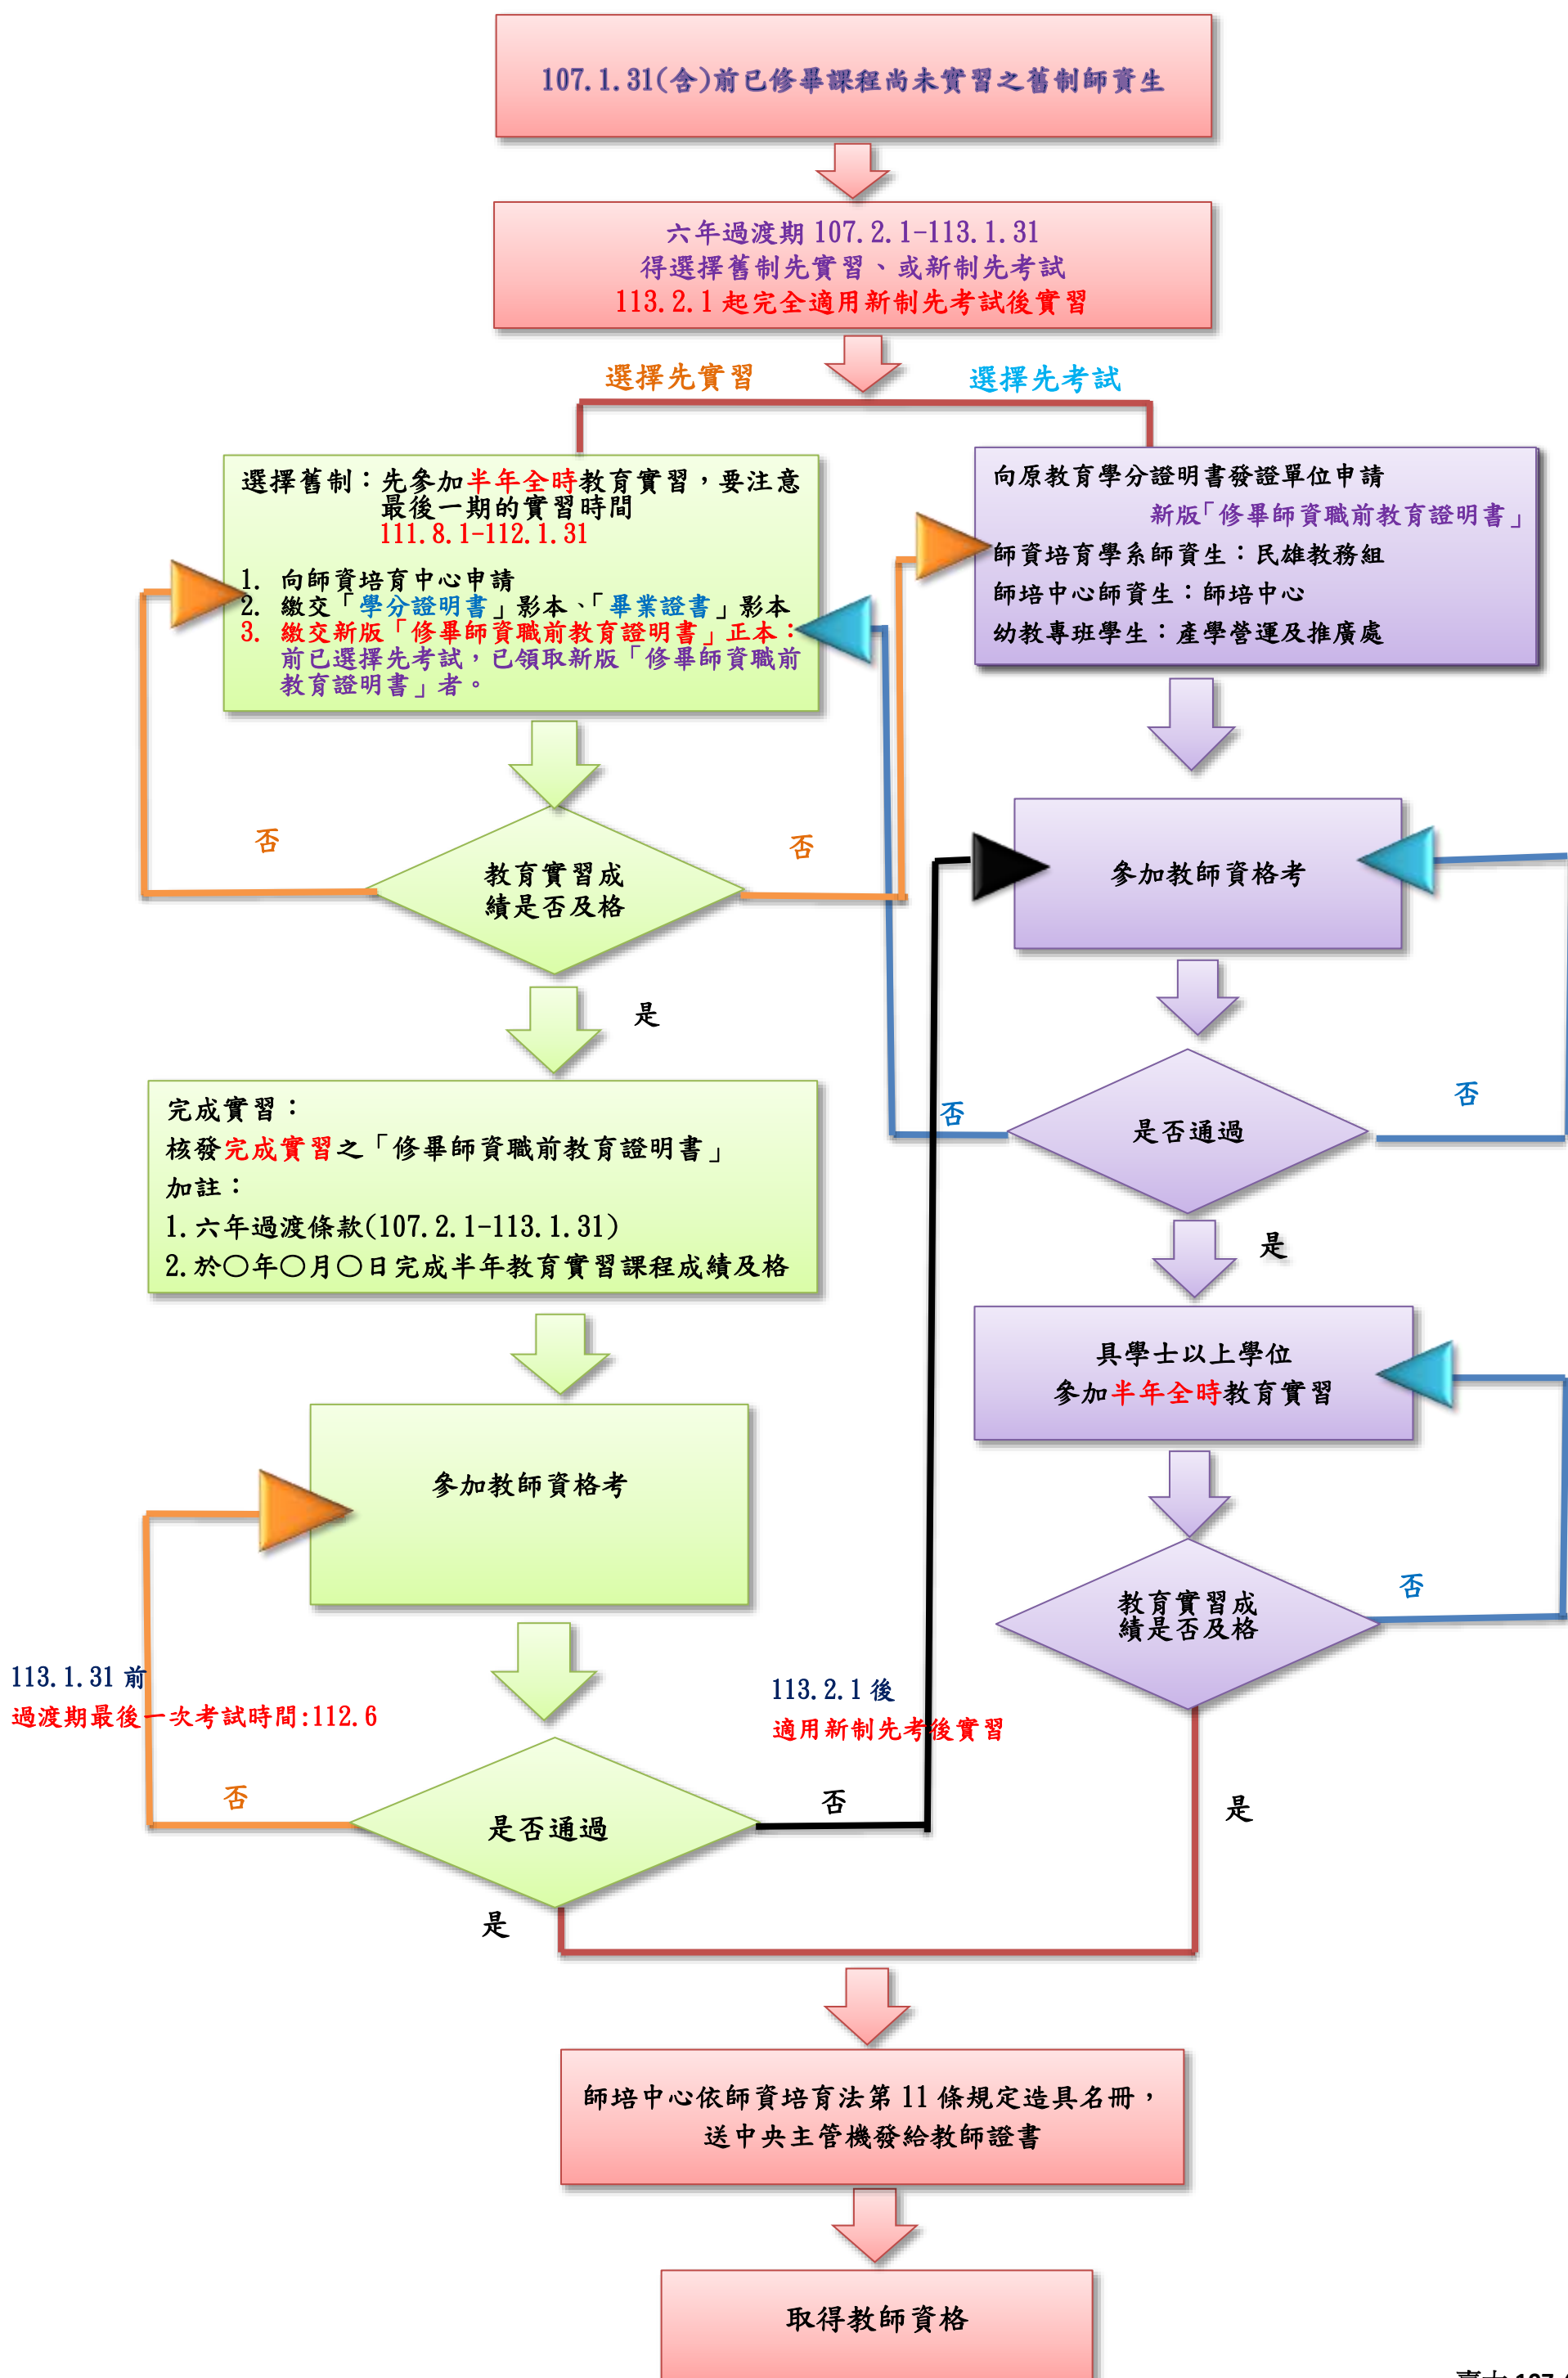 107.1.31(含)前已修畢課程尚未實習之舊制師資生
六年過渡期 107.2.1-113.1.31
得選擇舊制先實習、或新制先考試
113.2.1 起完全適用新制先考試後實習
選擇先實習
選擇先考試
選擇舊制：先參加半年全時教育實習，要注意
最後一期的實習時間
111.8.1-112.1.31
1. 向師資培育中心申請
2. 繳交「學分證明書」影本、「畢業證書」影本
3. 繳交新版「修畢師資職前教育證明書」正本：
前已選擇先考試，已領取新版「修畢師資職前
教育證明書」者。
向原教育學分證明書發證單位申請
新版「修畢師資職前教育證明書」
師資培育學系師資生：民雄教務組
師培中心師資生：師培中心
幼教專班學生：產學營運及推廣處
否
教育實習成
績是否及格
否
參加教師資格考
是
完成實習：
核發完成實習之「修畢師資職前教育證明書」
加註：
1.六年過渡條款(107.2.1-113.1.31)
2.於○年○月○日完成半年教育實習課程成績及格
否
是否通過
否
是
具學士以上學位
參加半年全時教育實習
參加教師資格考
教育實習成
績是否及格
否
113.1.31 前
過渡期最後一次考試時間:112.6
113.2.1 後
適用新制先考後實習
否
是否通過
否
是
是
師培中心依師資培育法第 11 條規定造具名冊，
送中央主管機發給教師證書
取得教師資格